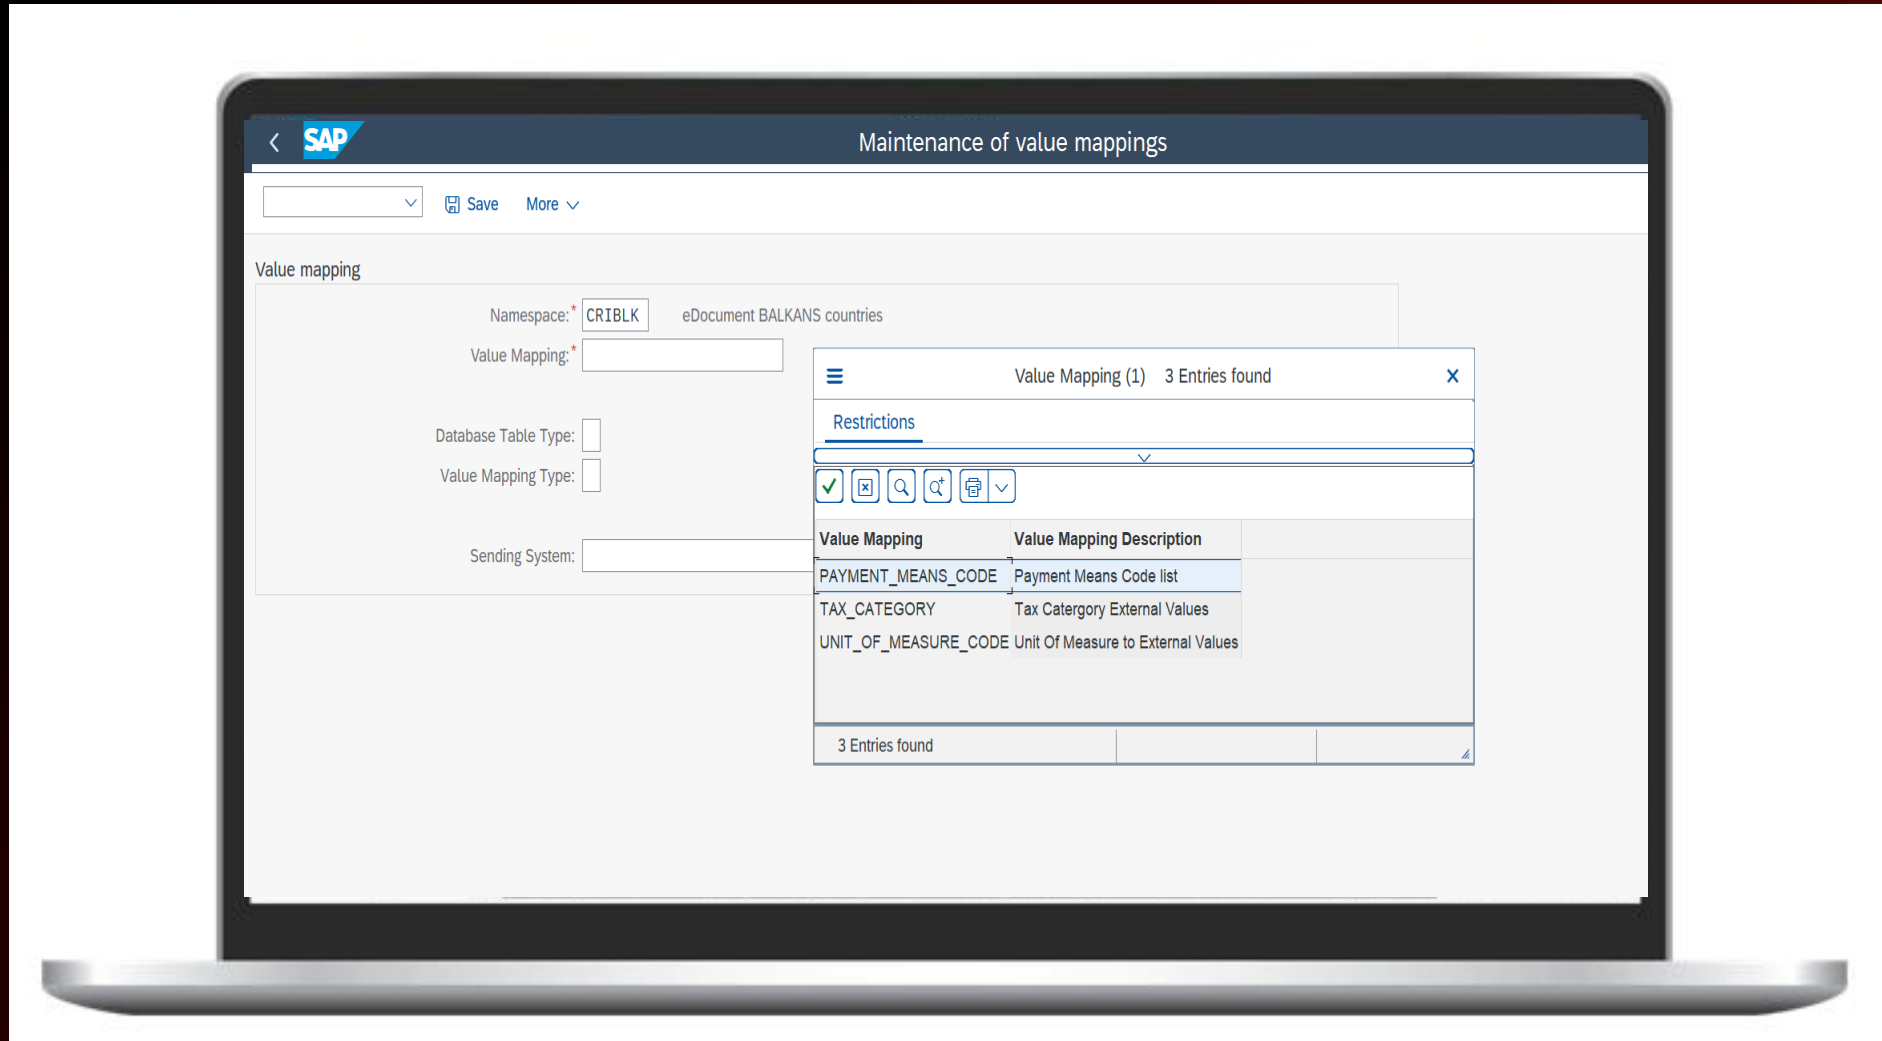 SAP
Maintenance of value mappings
Save More
Value mapping
Namespace:* CRIBLK eDocument BALKANS countries
Value Mapping:*
Database Table Type:
Value Mapping Type:
Sending System:
Value Mapping (1) 3 Entries found
Restrictions
Value Mapping Value Mapping Description
PAYMENT_MEANS_CODE Payment Means Code list
TAX_CATEGORY Tax Catergory External Values
UNIT_OF_MEASURE_CODE Unit Of Measure to External Values
3 Entries found